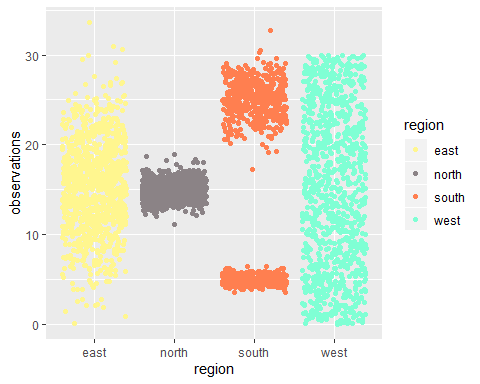 30
20
10
0
observations
east north south west
region
region
east
north
south
west